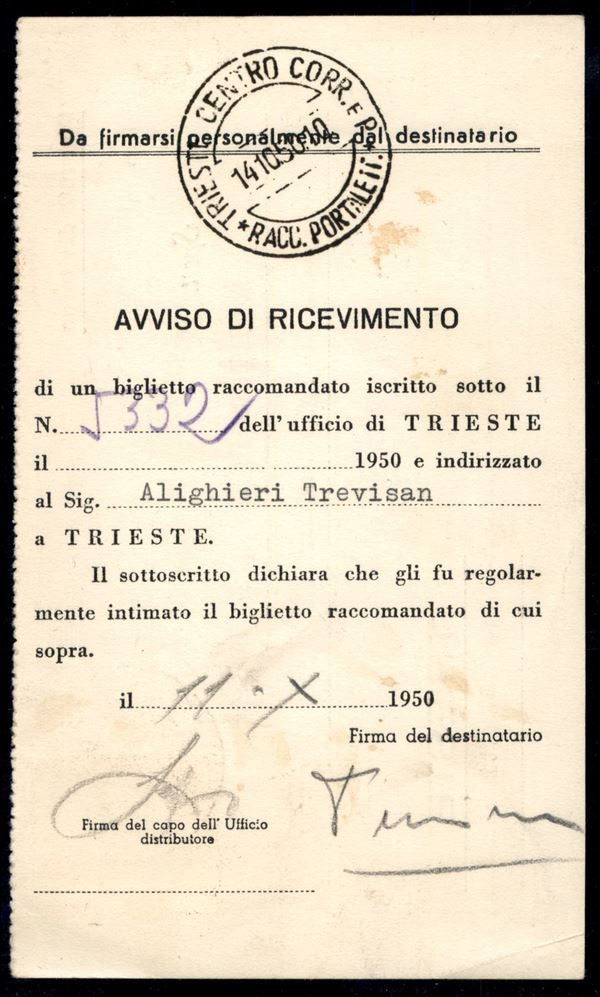 TRIESTE CENTRO CORR. E P.
14 10 50 10
* RACC. PORTALETT. *
Da firmarsi personalmente dal destinatario
AVVISO DI RICEVIMENTO
di un biglietto raccomandato iscritto sotto il
N. 5332 dell'ufficio di TRIESTE
il 1950 e indirizzato
al Sig. Alighieri Trevisan
a TRIESTE.
Il sottoscritto dichiara che gli fu regolar-
mente intimato il biglietto raccomandato di cui
sopra.
il 11 - X 1950
Firma del destinatario
Firma del capo dell' Ufficio
distributore